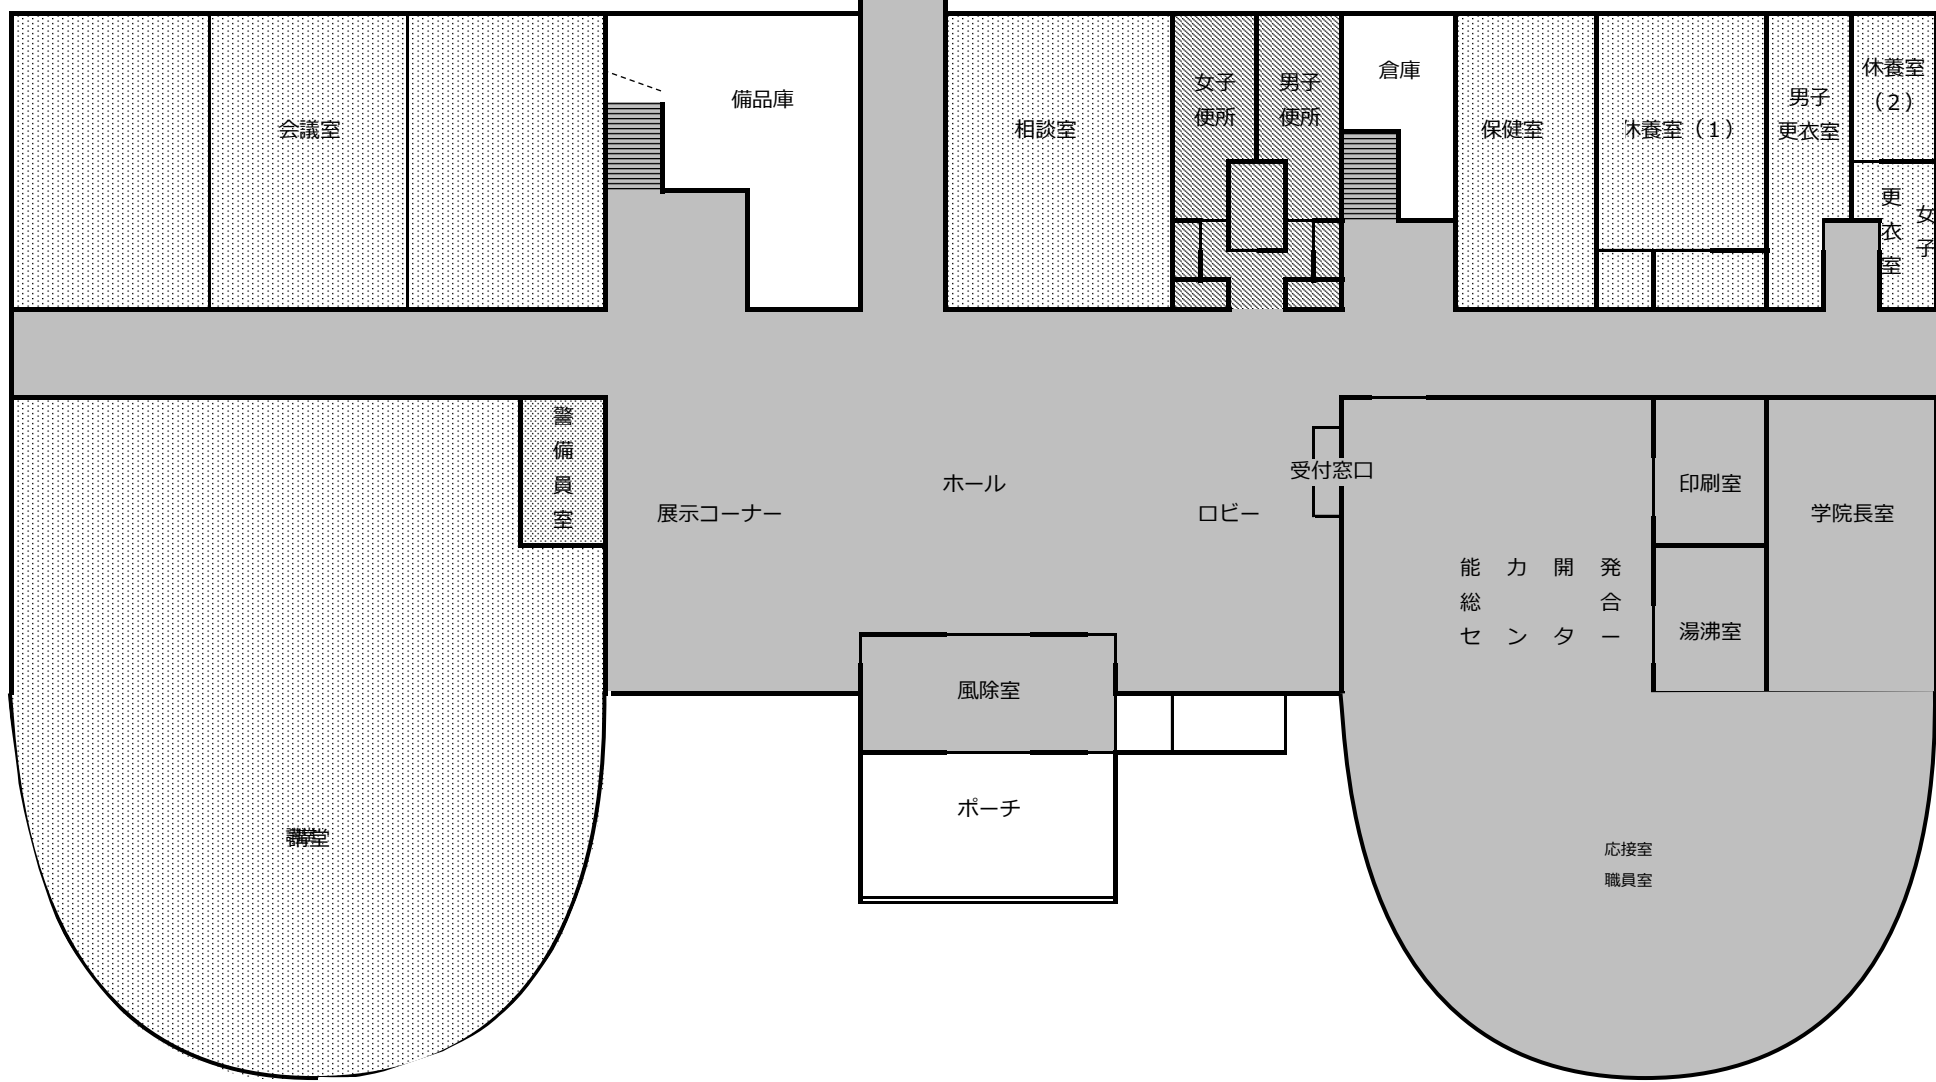 会議室
備品庫
相談室
女子
便所
男子
便所
倉庫
保健室
休養室（１）
男子
更衣室
休養室
（２）
女子
更衣室
警備員室
展示コーナー
ホール
ロビー
受付窓口
能力開発
総合
センター
印刷室
湯沸室
学院長室
風除室
ポーチ
講堂
応接室
職員室